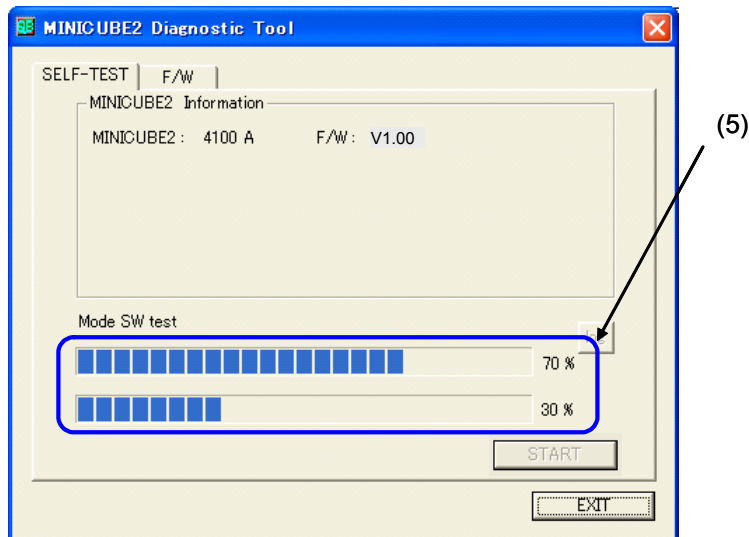 MINICUBE2 Diagnostic Tool
SELF-TEST
F/W
MINICUBE2 Information
MINICUBE2 : 4100 A F/W : V1.00
(5)
Mode SW test
70 %
30 %
START
EXIT